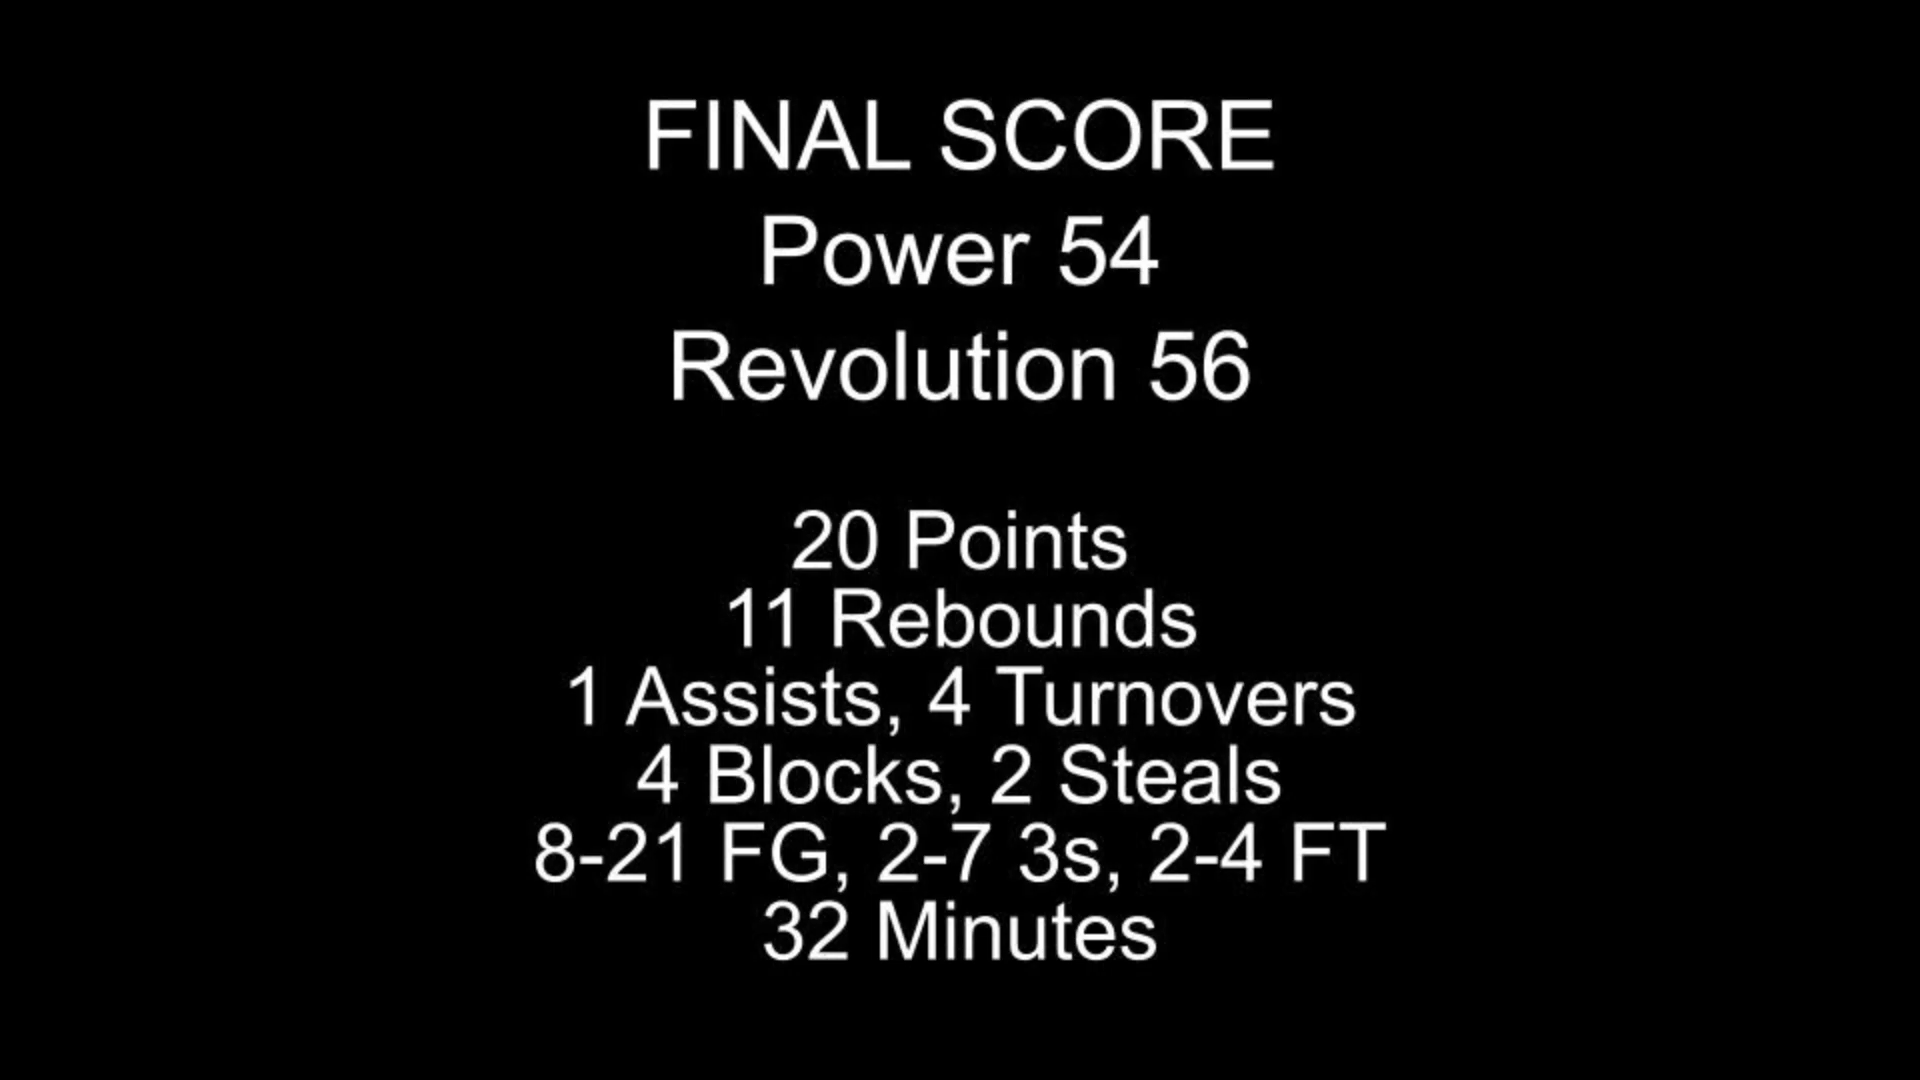 FINAL SCORE
Power 54
Revolution 56
20 Points
11 Rebounds
1 Assists, 4 Turnovers
4 Blocks, 2 Steals
8-21 FG, 2-7 3s, 2-4 FT
32 Minutes